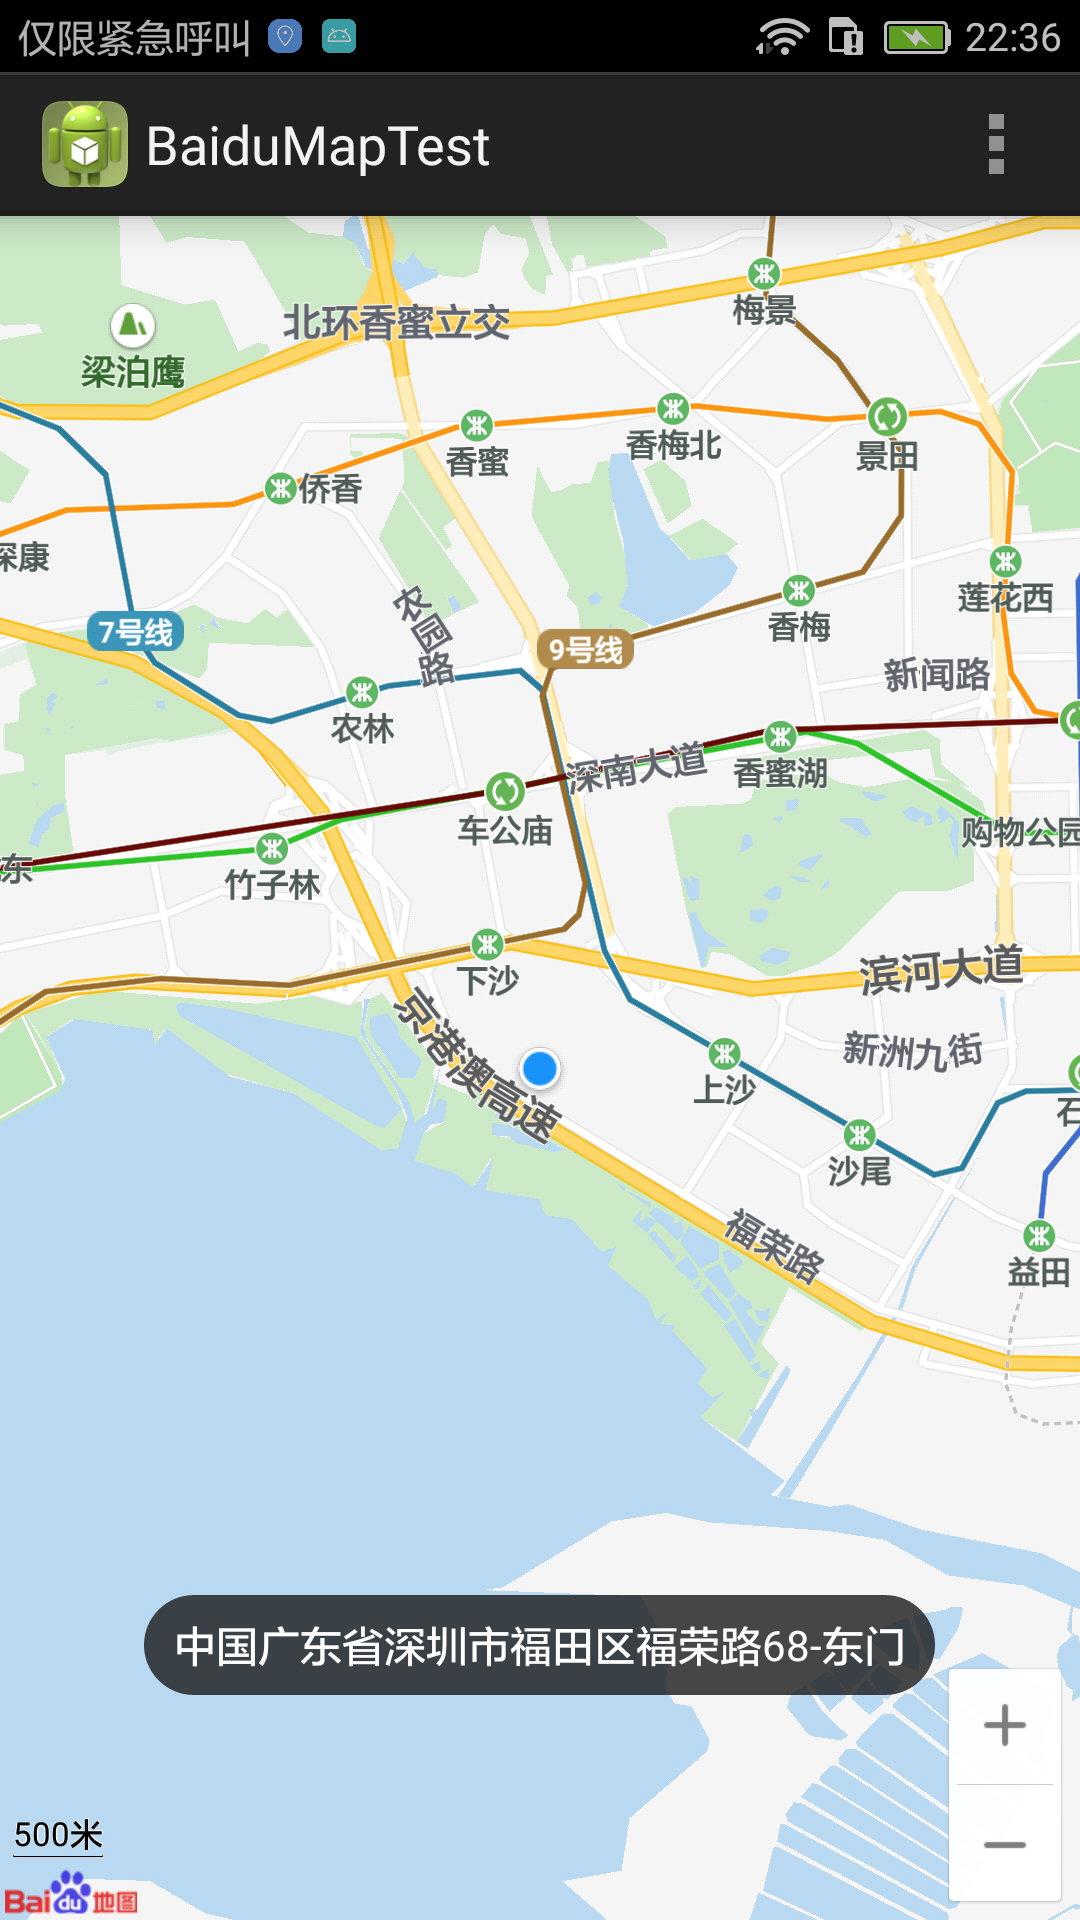 仅限紧急呼叫
22:36
BaiduMapTest
梅景
北环香蜜立交
梁泊鹰
香蜜
香梅北
景田
侨香
深康
农园路
莲花西
7号线
9号线
香梅
新闻路
农林
深南大道
香蜜湖
车公庙
购物公园
东
竹子林
下沙
滨河大道
京港澳高速
新洲九街
上沙
石
沙尾
福荣路
益田
中国广东省深圳市福田区福荣路68-东门
500米
Bai du 地图